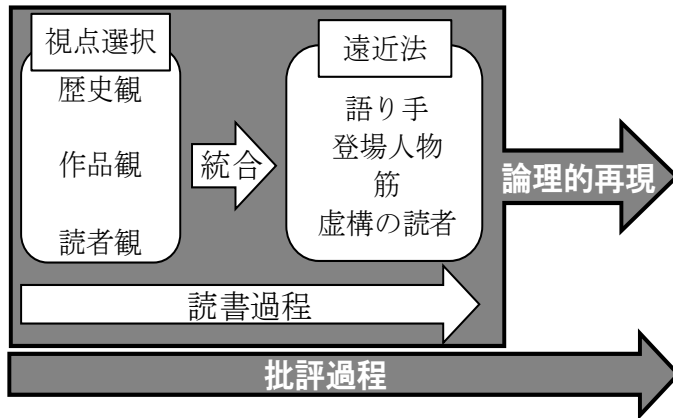 視点選択
歴史観
作品観
読者観
統合
遠近法
語り手
登場人物
筋
虚構の読者
論理的再現
読書過程
批評過程